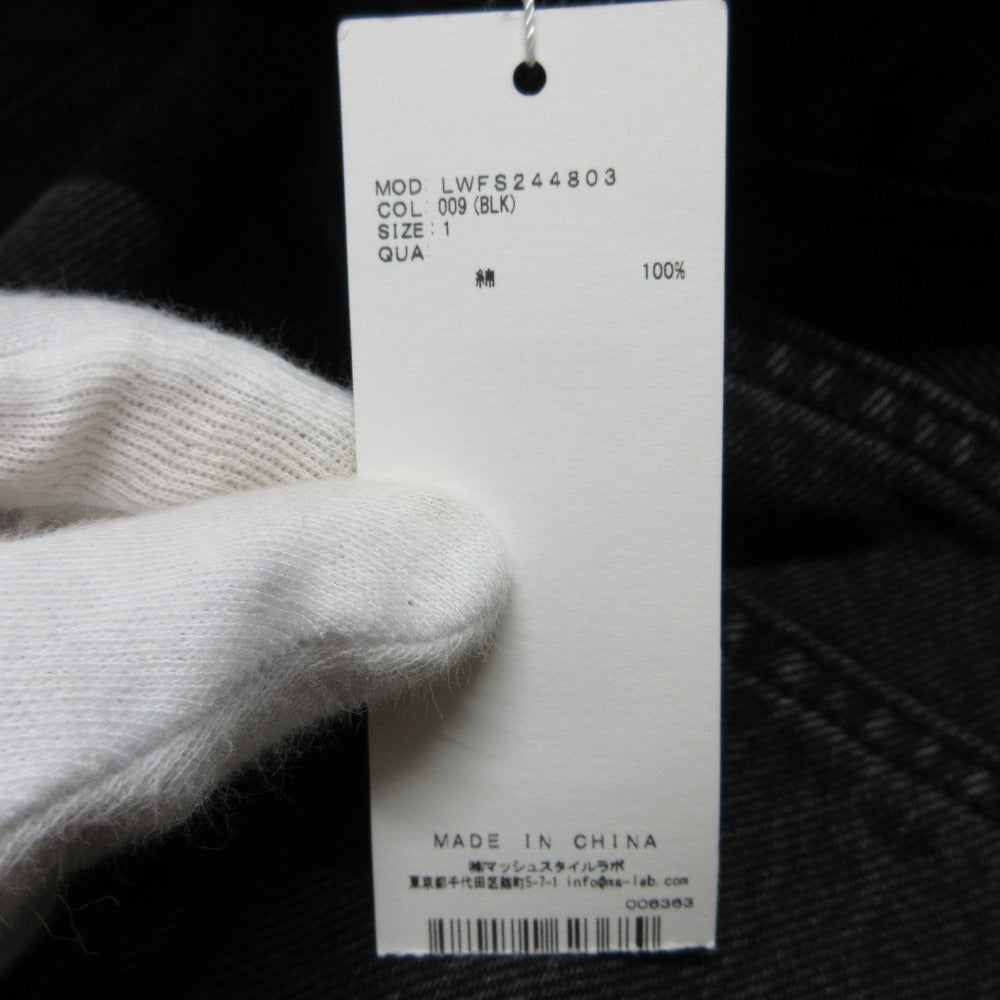 MOD: LWFS244803
COL: 009 (BLK)
SIZE: 1
QUA:
綿 100%
MADE IN CHINA
㈱マッシュスタイルラボ
東京都千代田区麹町5-7-1 info@ms-lab.com
006363